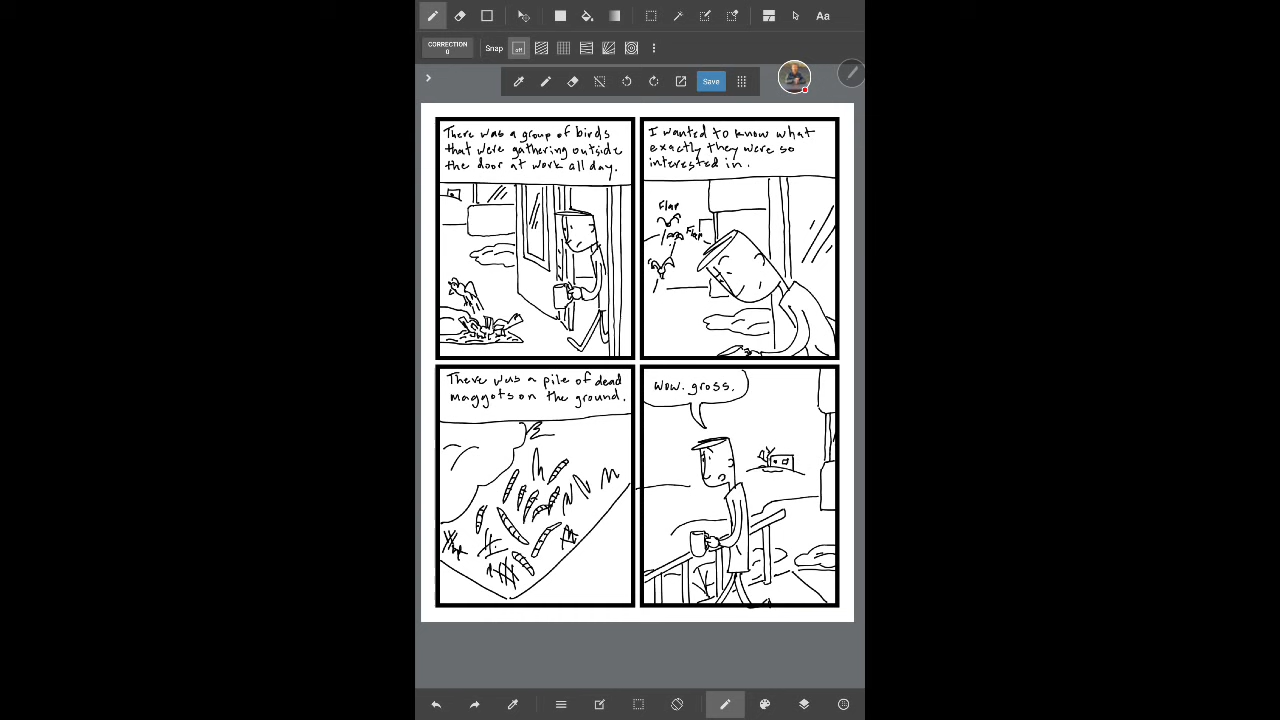 Aa
CORRECTION
0
Snap
off
Save
There was a group of birds
that were gathering outside
the door at work all day.
I wanted to know what
exactly they were so
interested in.
Flap
Flap
There was a pile of dead
maggots on the ground.
Wow. gross.